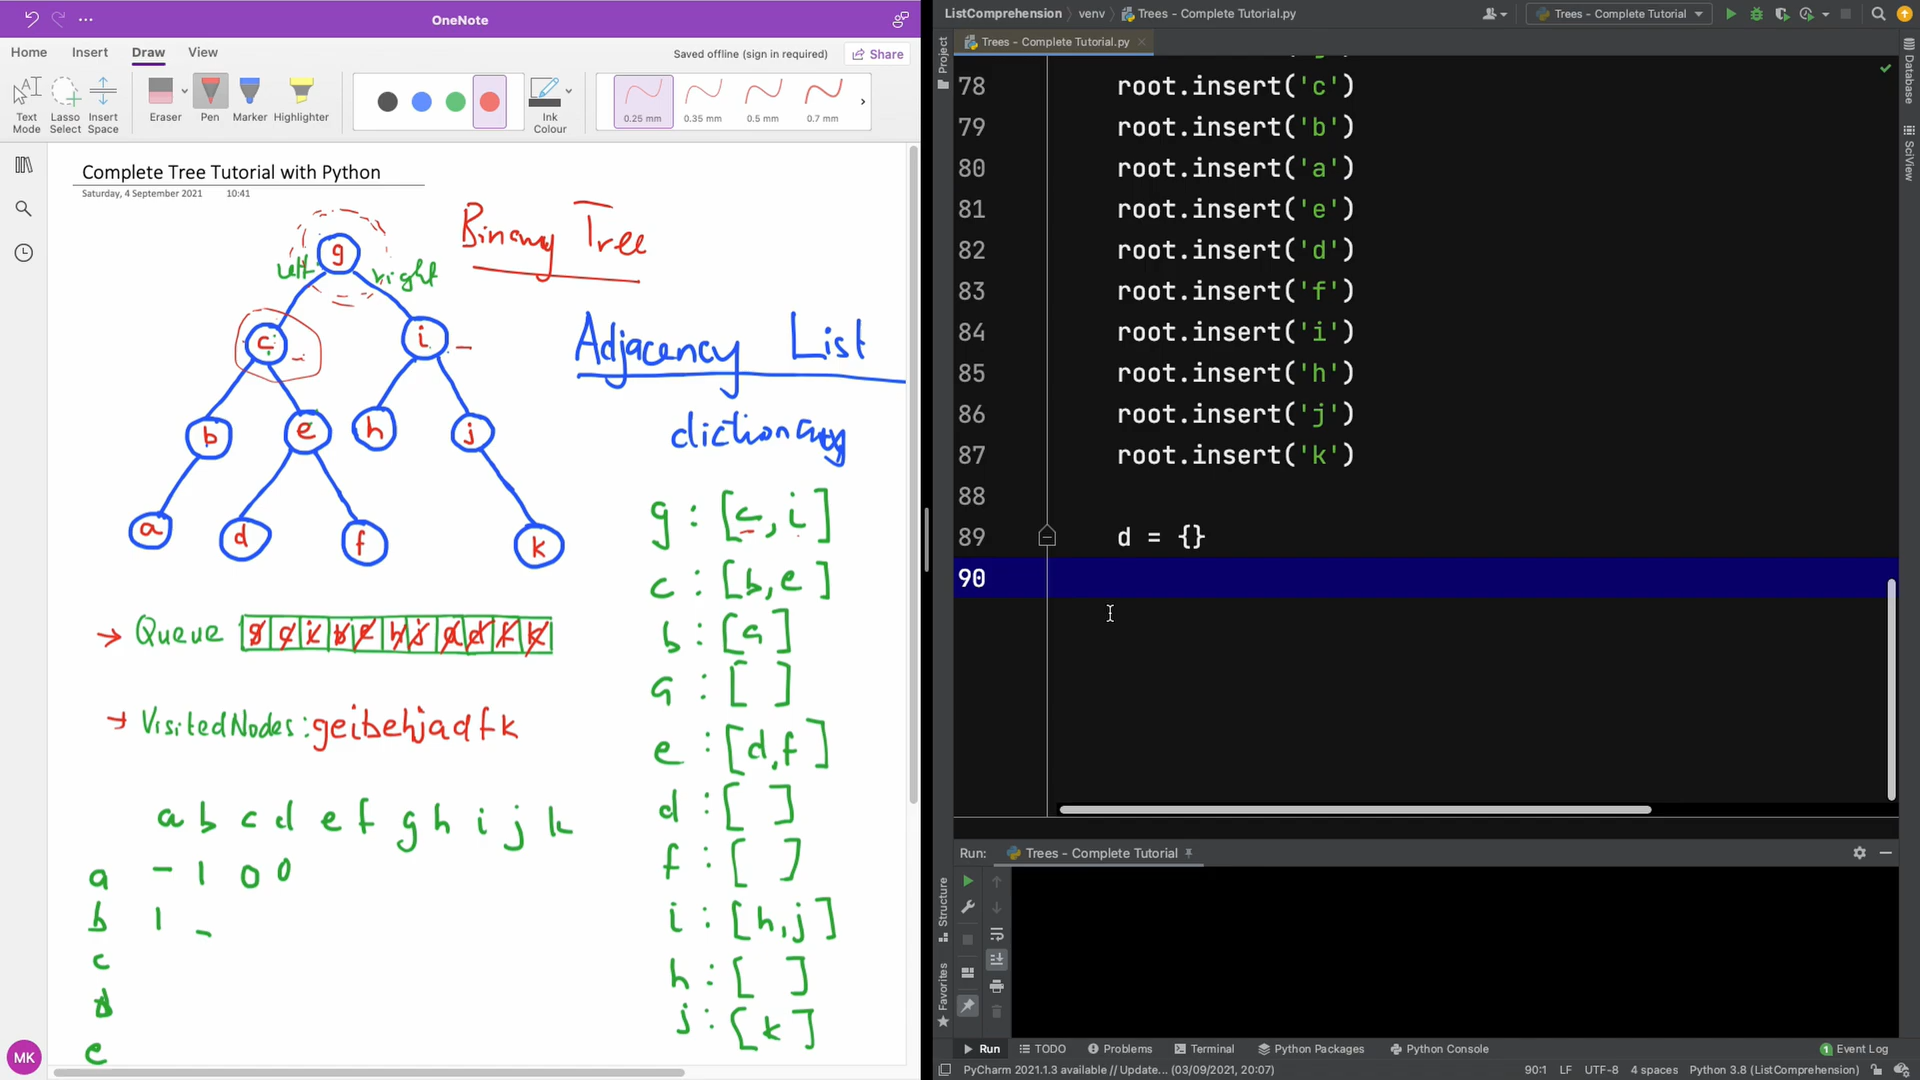 OneNote
Home Insert Draw View
Saved offline (sign in required) Share
Text Mode
Lasso Select
Insert Space
Eraser
Pen
Marker
Highlighter
Ink Colour
0.25 mm
0.35 mm
0.5 mm
0.7 mm
Complete Tree Tutorial with Python
Saturday, 4 September 2021 10:41
Binary Tree
g
left right
c i
b e h j
a d f k
Adjacency List
dictionary
g : [c, i]
c : [b, e]
b : [a]
a : [ ]
e : [d, f]
d : [ ]
f : [ ]
i : [h, j]
h : [ ]
j : [k]
→ Queue g c i b e h j a d f k
→ VisitedNodes: gcibehjadfk
a b c d e f g h i j k
a - 1 0 0
b 1 -
c
d
e
MK
ListComprehension venv Trees - Complete Tutorial.py
Trees - Complete Tutorial
Trees - Complete Tutorial.py
Project
Database
SciView
78 root.insert('c')
79 root.insert('b')
80 root.insert('a')
81 root.insert('e')
82 root.insert('d')
83 root.insert('f')
84 root.insert('i')
85 root.insert('h')
86 root.insert('j')
87 root.insert('k')
88
89 d = {}
90
Run: Trees - Complete Tutorial
Structure
Favorites
Run TODO Problems Terminal Python Packages Python Console 1 Event Log
PyCharm 2021.1.3 available // Update... (03/09/2021, 20:07) 90:1 LF UTF-8 4 spaces Python 3.8 (ListComprehension)